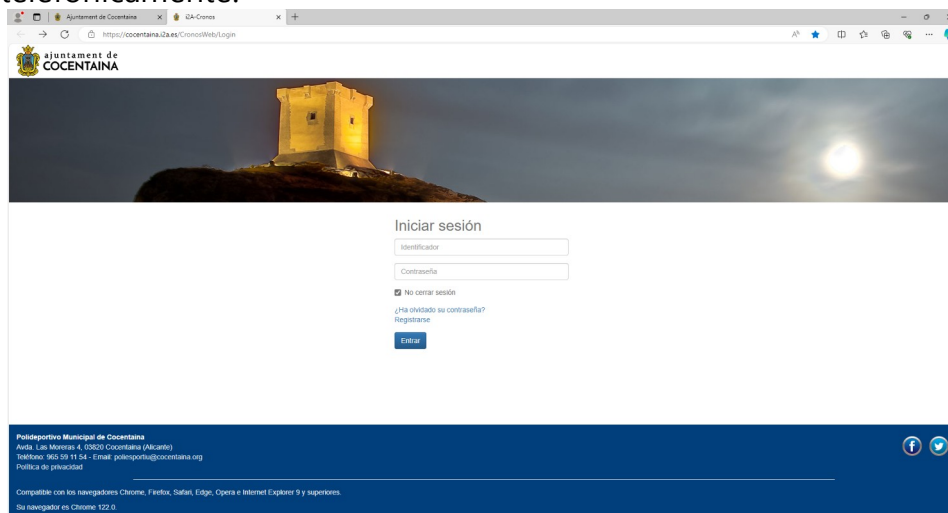 telefónicamente.
Ajuntament de Cocentaina
i2A-Cronos
https://cocentaina.i2a.es/CronosWeb/Login
ajuntament de
COCENTAINA
Iniciar sesión
Identificador
Contraseña
No cerrar sesión
¿Ha olvidado su contraseña?
Registrarse
Entrar
Polideportivo Municipal de Cocentaina
Avda. Las Moreras 4, 03820 Cocentaina (Alicante)
Teléfono: 965 59 11 54 - Email: poliesportiu@cocentaina.org
Política de privacidad
Compatible con los navegadores Chrome, Firefox, Safari, Edge, Opera e Internet Explorer 9 y superiores.
Su navegador es Chrome 122.0.